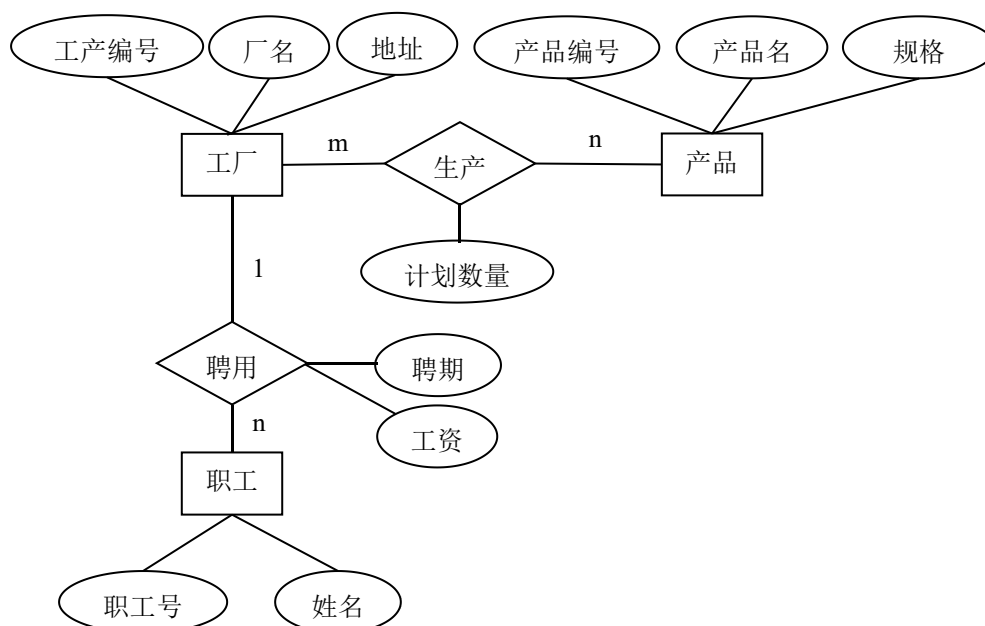 工产编号 厂名 地址 产品编号 产品名 规格
工厂 m 生产 n 产品
1 计划数量
聘用 聘期
n 工资
职工
职工号 姓名